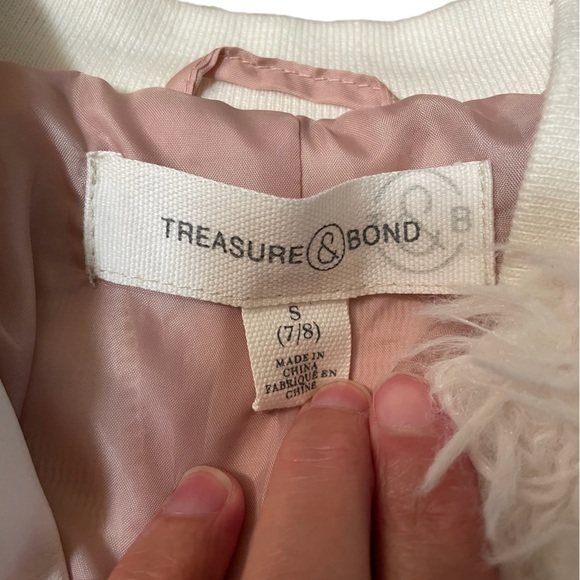 TREASURE & BOND
& B
S
(7/8)
MADE IN
CHINA
FABRIQUÉ EN
CHINE